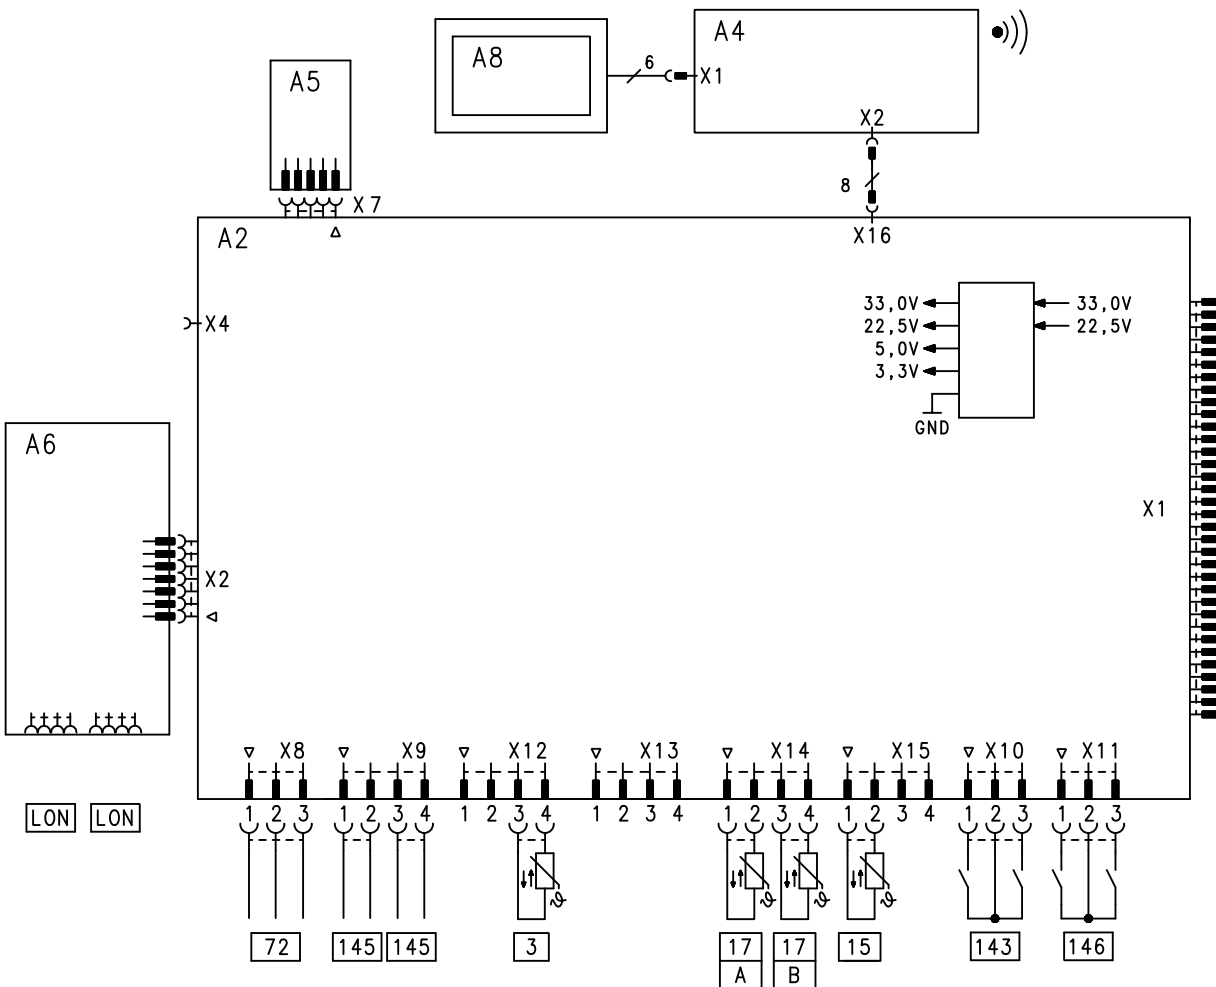 A4
A8
6
X1
A5
X2
8
X7
A2
X16
X4
33,0V
33,0V
22,5V
22,5V
5,0V
3,3V
GND
A6
X1
X2
X8 X9 X12 X13 X14 X15 X10 X11
1 2 3 1 2 3 4 1 2 3 4 1 2 3 4 1 2 3 4 1 2 3 4 1 2 3 1 2 3
LON LON
ϑ ϑ ϑ ϑ
72 145 145 3 17 17 15 143 146
A B